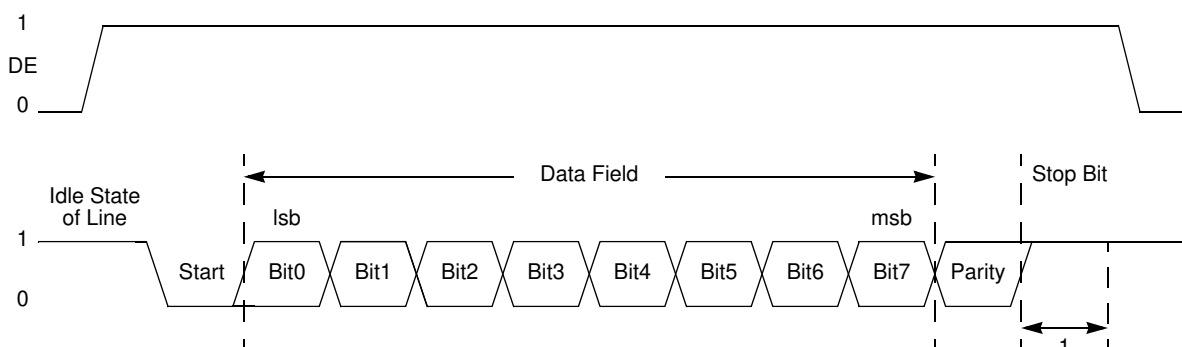 1
DE
0
Data Field
Stop Bit
Idle State
of Line
lsb
msb
1
Start
Bit0
Bit1
Bit2
Bit3
Bit4
Bit5
Bit6
Bit7
Parity
0
1